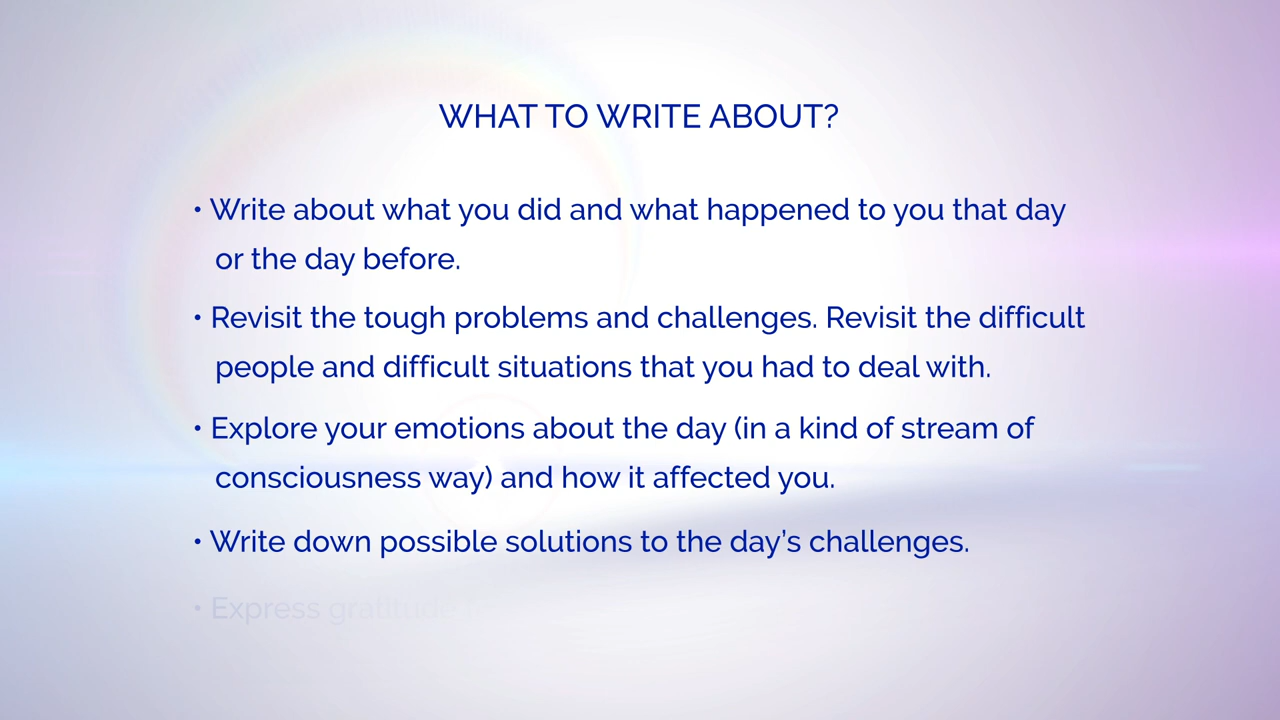 WHAT TO WRITE ABOUT?
• Write about what you did and what happened to you that day
or the day before.
• Revisit the tough problems and challenges. Revisit the difficult
people and difficult situations that you had to deal with.
• Explore your emotions about the day (in a kind of stream of
consciousness way) and how it affected you.
• Write down possible solutions to the day's challenges.
• Express gratitude